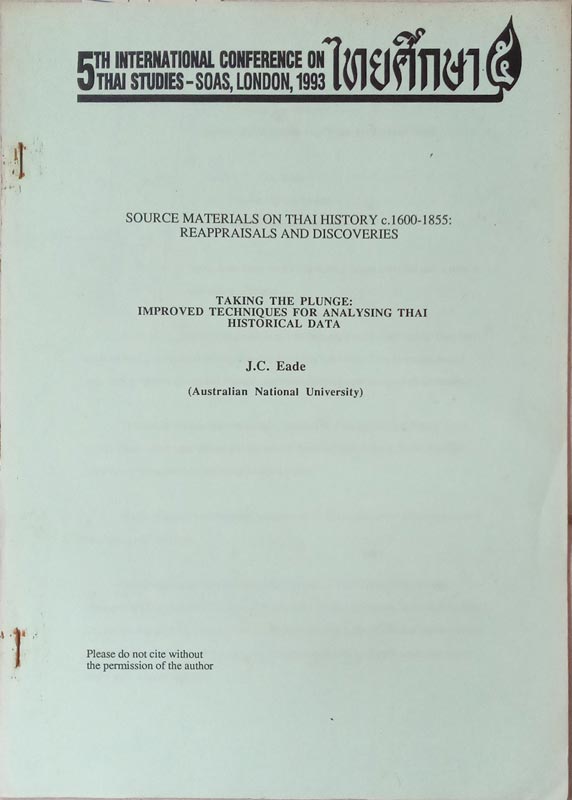 5TH INTERNATIONAL CONFERENCE ON
THAI STUDIES – SOAS, LONDON, 1993
ไทยศึกษา ๕
SOURCE MATERIALS ON THAI HISTORY c.1600-1855:
REAPPRAISALS AND DISCOVERIES
TAKING THE PLUNGE:
IMPROVED TECHNIQUES FOR ANALYSING THAI
HISTORICAL DATA
J.C. Eade
(Australian National University)
Please do not cite without
the permission of the author